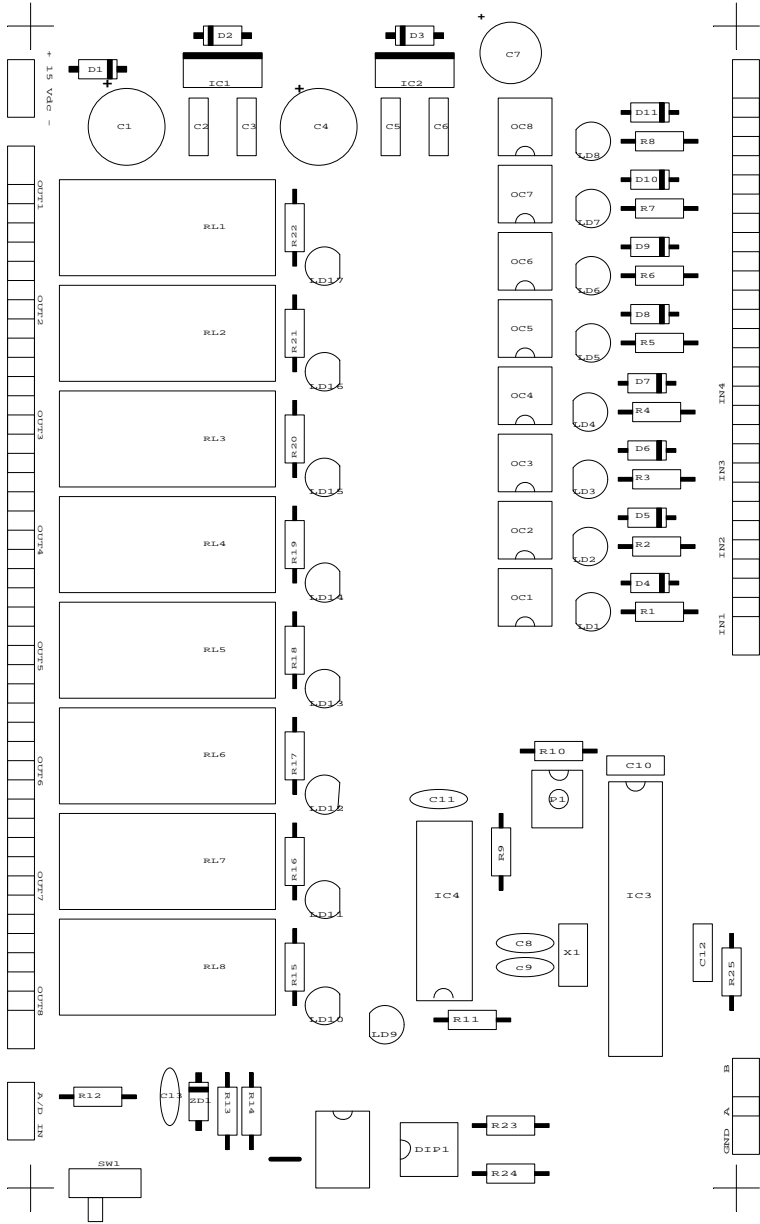 D2
D3
+
C7
+ 15 Vdc -
D1
+
IC1
IC2
+
C1
C2
C3
C4
C5
C6
OC8
LD8
D11
R8
OUT1
RL1
R22
LD17
OC7
LD7
D10
R7
OC6
LD6
D9
R6
OUT2
RL2
R21
LD16
OC5
LD5
D8
R5
OUT3
RL3
R20
LD15
OC4
LD4
D7
R4
IN4
OC3
LD3
D6
R3
IN3
OUT4
RL4
R19
LD14
OC2
LD2
D5
R2
IN2
OC1
LD1
D4
R1
IN1
OUT5
RL5
R18
LD13
OUT6
RL6
R17
LD12
R10
C10
C11
P1
OUT7
RL7
R16
LD11
R9
IC4
IC3
OUT8
RL8
R15
LD10
C8
C9
X1
C12
R25
LD9
R11
A/D IN
R12
C13
ZD1
R13
R14
B
A
GND
R23
DIP1
R24
SW1